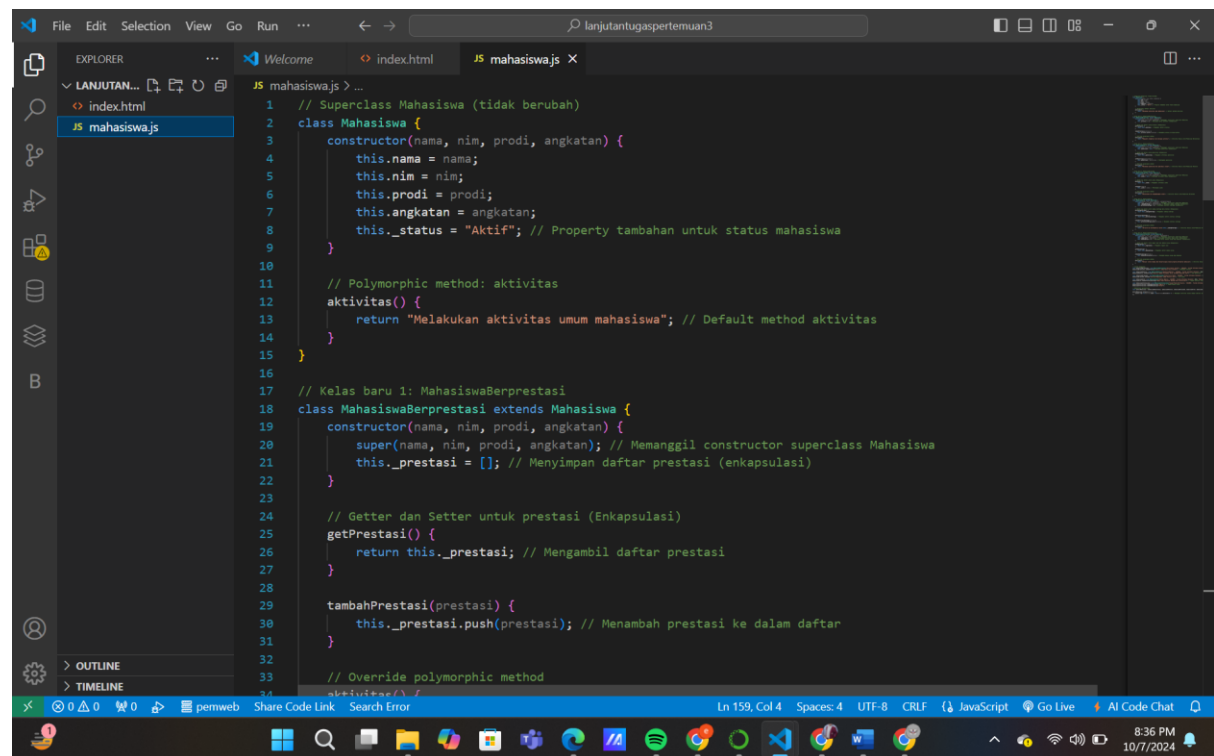 File Edit Selection View Go Run ··· lanjutantugaspertemuan3
EXPLORER ···
LANJUTAN...
index.html
JS mahasiswa.js
OUTLINE
TIMELINE
Welcome index.html JS mahasiswa.js
JS mahasiswa.js > ...
1 // Superclass Mahasiswa (tidak berubah)
2 class Mahasiswa {
3 constructor(nama, nim, prodi, angkatan) {
4 this.nama = nama;
5 this.nim = nim;
6 this.prodi = prodi;
7 this.angkatan = angkatan;
8 this._status = "Aktif"; // Property tambahan untuk status mahasiswa
9 }
10
11 // Polymorphic method: aktivitas
12 aktivitas() {
13 return "Melakukan aktivitas umum mahasiswa"; // Default method aktivitas
14 }
15 }
16
17 // Kelas baru 1: MahasiswaBerprestasi
18 class MahasiswaBerprestasi extends Mahasiswa {
19 constructor(nama, nim, prodi, angkatan) {
20 super(nama, nim, prodi, angkatan); // Memanggil constructor superclass Mahasiswa
21 this._prestasi = []; // Menyimpan daftar prestasi (enkapsulasi)
22 }
23
24 // Getter dan Setter untuk prestasi (Enkapsulasi)
25 getPrestasi() {
26 return this._prestasi; // Mengambil daftar prestasi
27 }
28
29 tambahPrestasi(prestasi) {
30 this._prestasi.push(prestasi); // Menambah prestasi ke dalam daftar
31 }
32
33 // Override polymorphic method
34 aktivitas() {
0 0 0 pemweb Share Code Link Search Error Ln 159, Col 4 Spaces: 4 UTF-8 CRLF JavaScript Go Live AI Code Chat
8:36 PM
10/7/2024